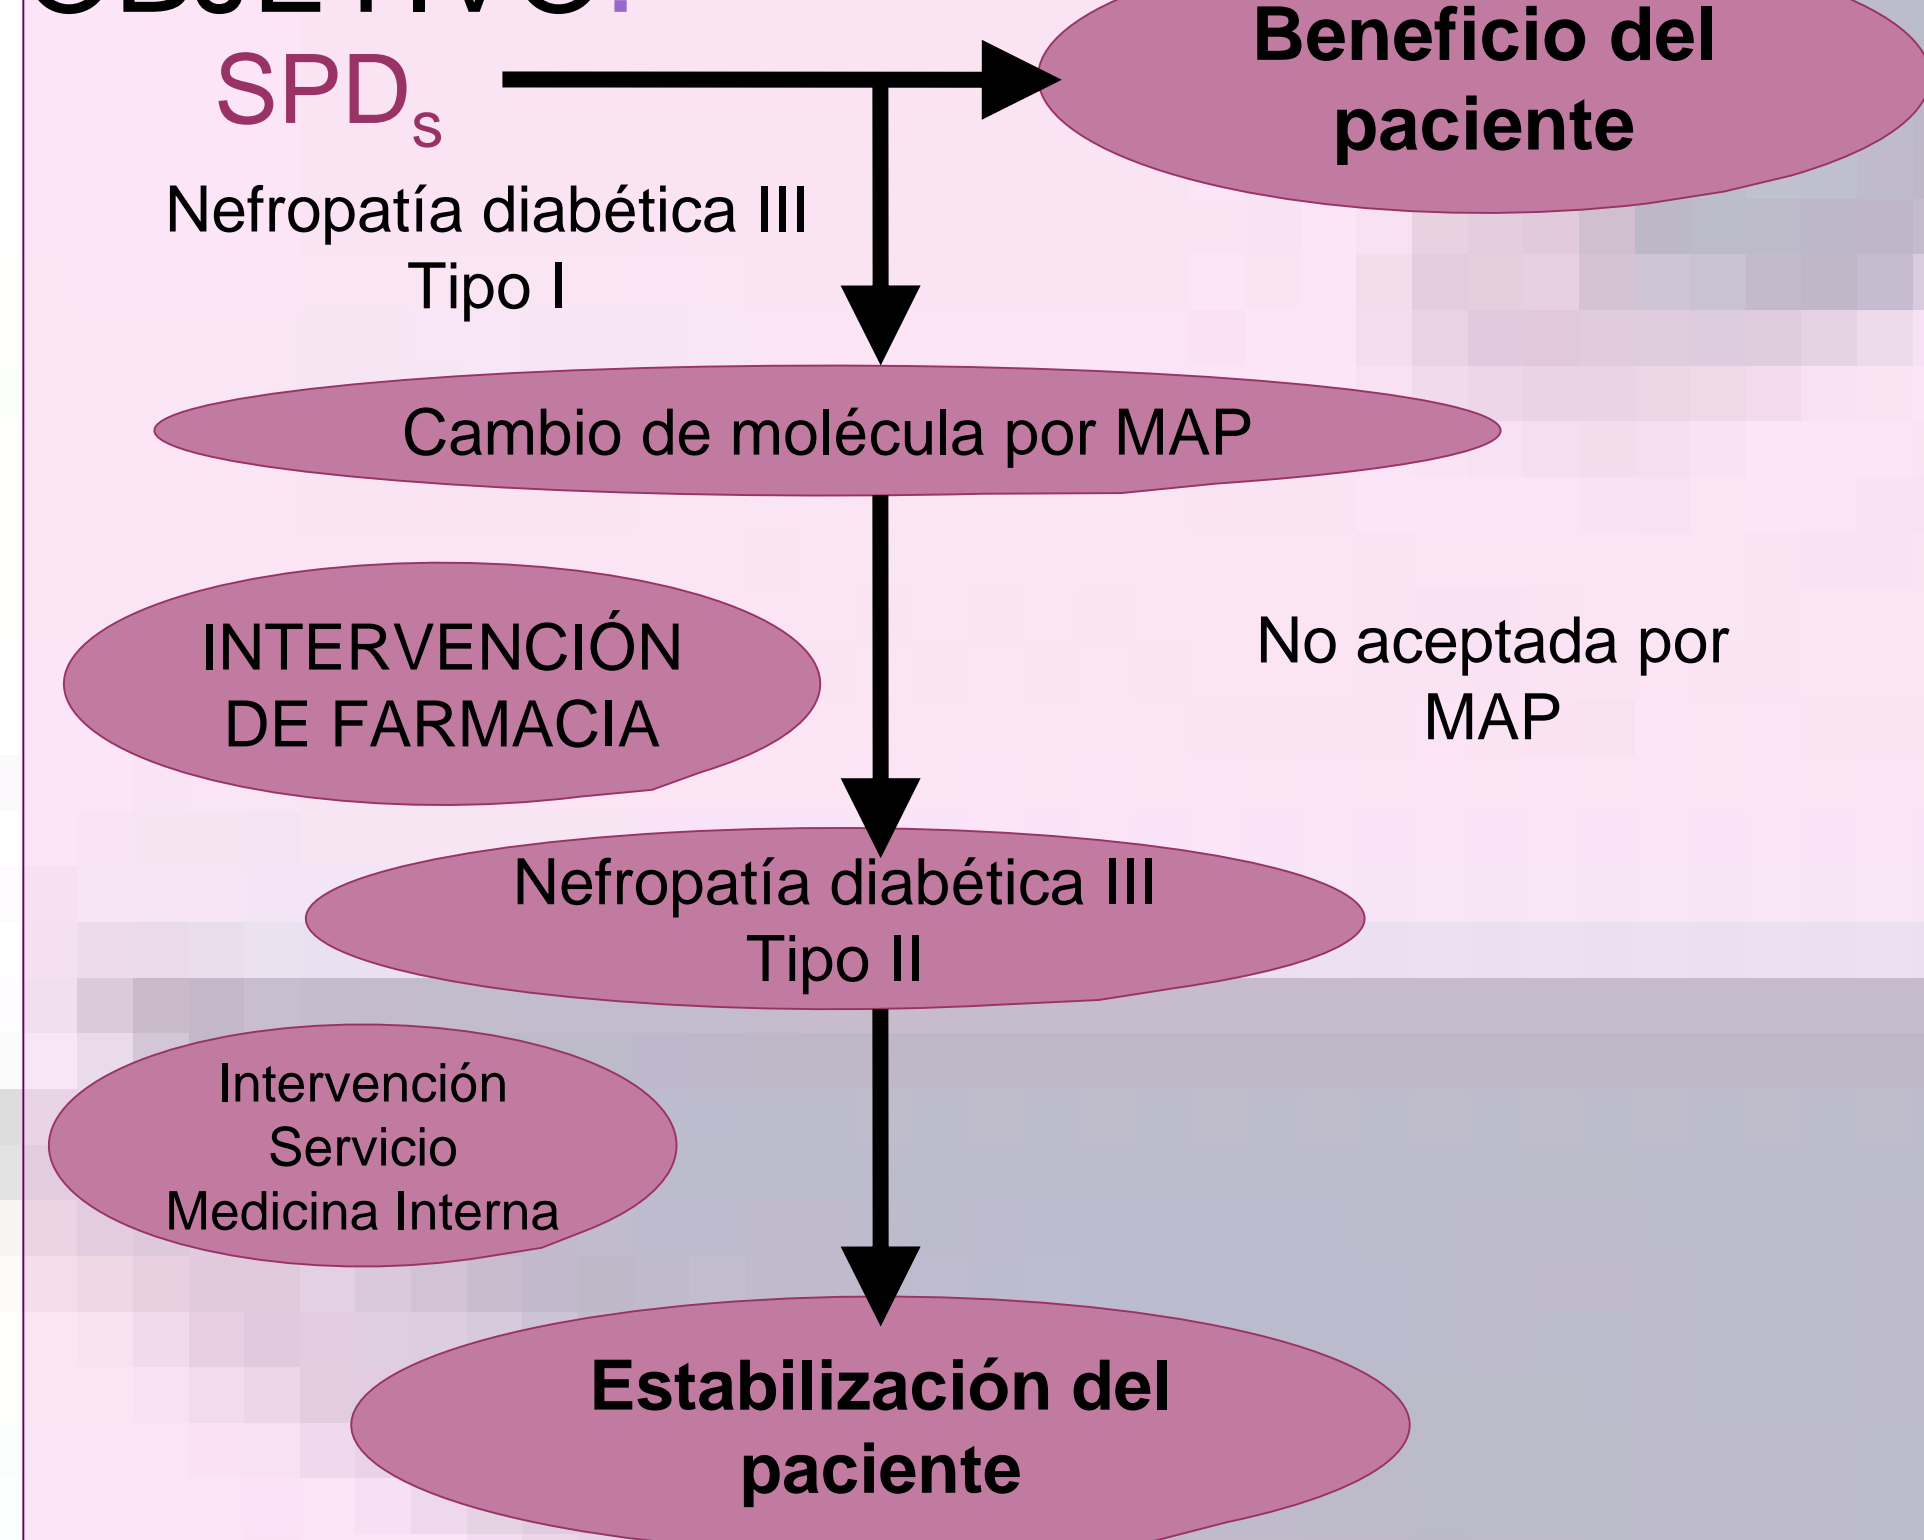 OBJETIVO:
SPDs
Beneficio del
paciente
Nefropatía diabética III
Tipo I
Cambio de molécula por MAP
INTERVENCIÓN
DE FARMACIA
No aceptada por
MAP
Nefropatía diabética III
Tipo II
Intervención
Servicio
Medicina Interna
Estabilización del
paciente